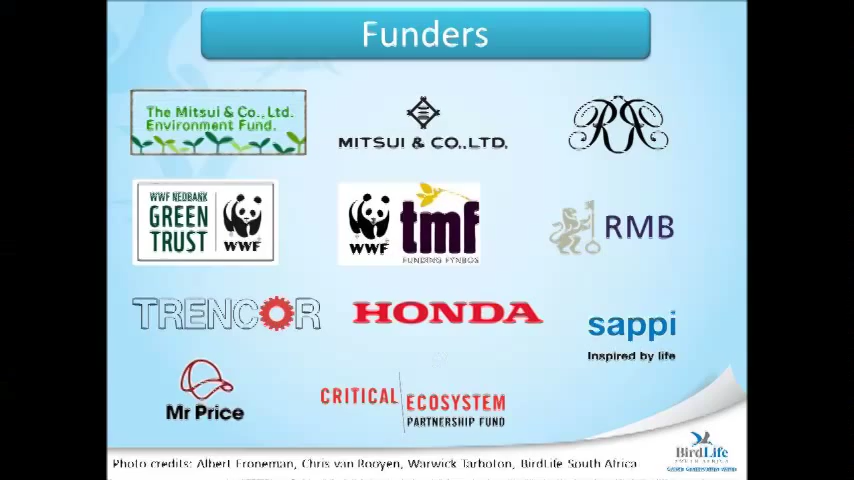 Funders
The Mitsui & Co., Ltd.
Environment Fund.
MITSUI & CO., LTD.
WWF NEDBANK
GREEN
TRUST
WWF
WWF
tmf
FUNDING FYNBOS
RMB
TRENCOR
HONDA
sappi
Inspired by life
Mr Price
CRITICAL ECOSYSTEM
PARTNERSHIP FUND
BirdLife
SOUTH AFRICA
Photo credits: Albert Froneman, Chris van Rooyen, Warwick Tarboton, BirdLife South Africa